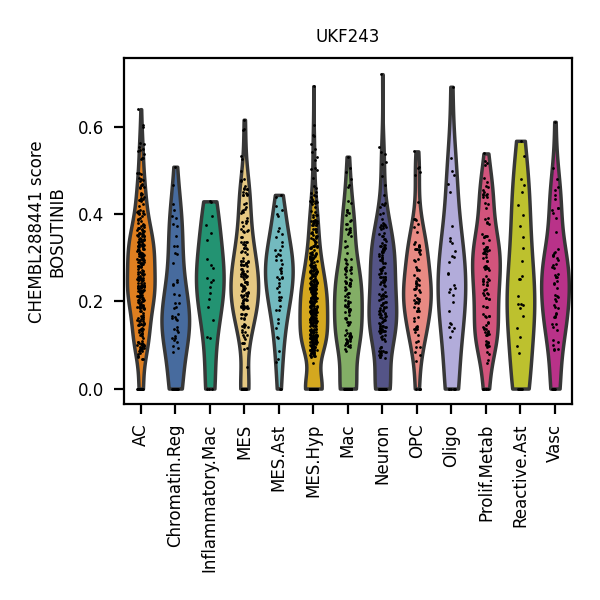 UKF243
CHEMBL288441 score
BOSUTINIB
0.6
0.4
0.2
0.0
AC
Chromatin.Reg
Inflammatory.Mac
MES
MES.Ast
MES.Hyp
Mac
Neuron
OPC
Oligo
Prolif.Metab
Reactive.Ast
Vasc